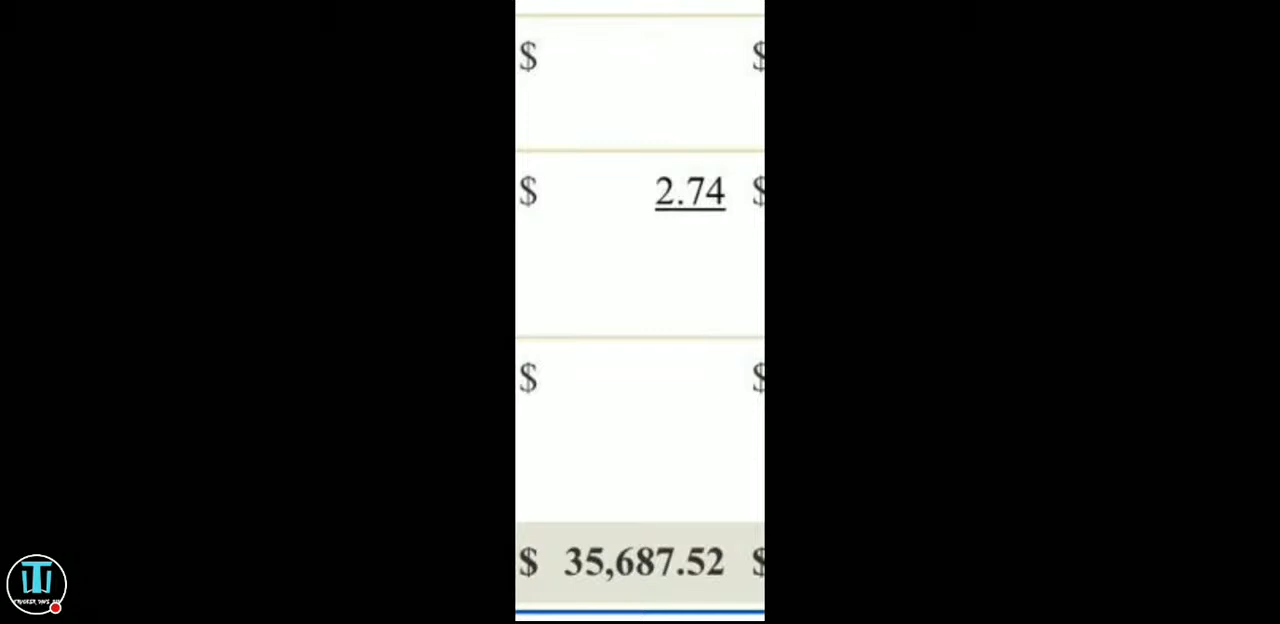 $ $
$ 2.74 $
$ $
$ 35,687.52 $